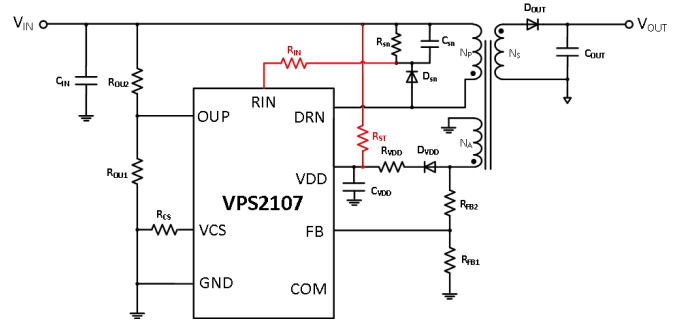 VIN
VOUT
DOUT
RIN
Rsn
Csn
NP
NS
CIN
ROU2
Dsn
COUT
RIN
OUP
DRN
NA
RST
RVDD
DVDD
ROU1
VDD
CVDD
VPS2107
RFB2
RCS
VCS
FB
RFB1
GND
COM